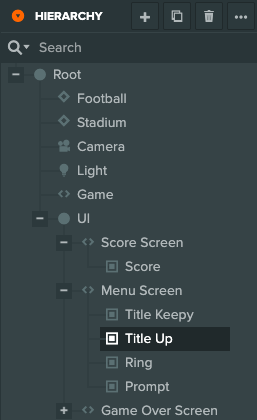 HIERARCHY
Search
Root
Football
Stadium
Camera
Light
Game
UI
Score Screen
Score
Menu Screen
Title Keepy
Title Up
Ring
Prompt
Game Over Screen